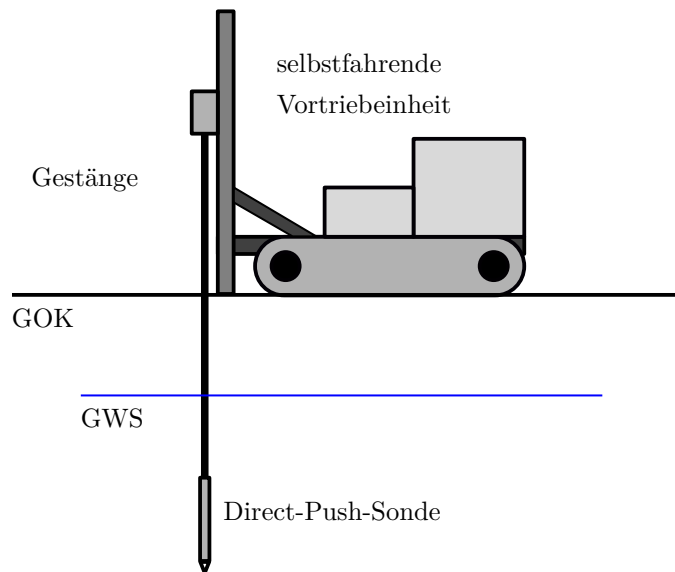 selbstfahrende
Vortriebeinheit
Gestänge
GOK
GWS
Direct-Push-Sonde